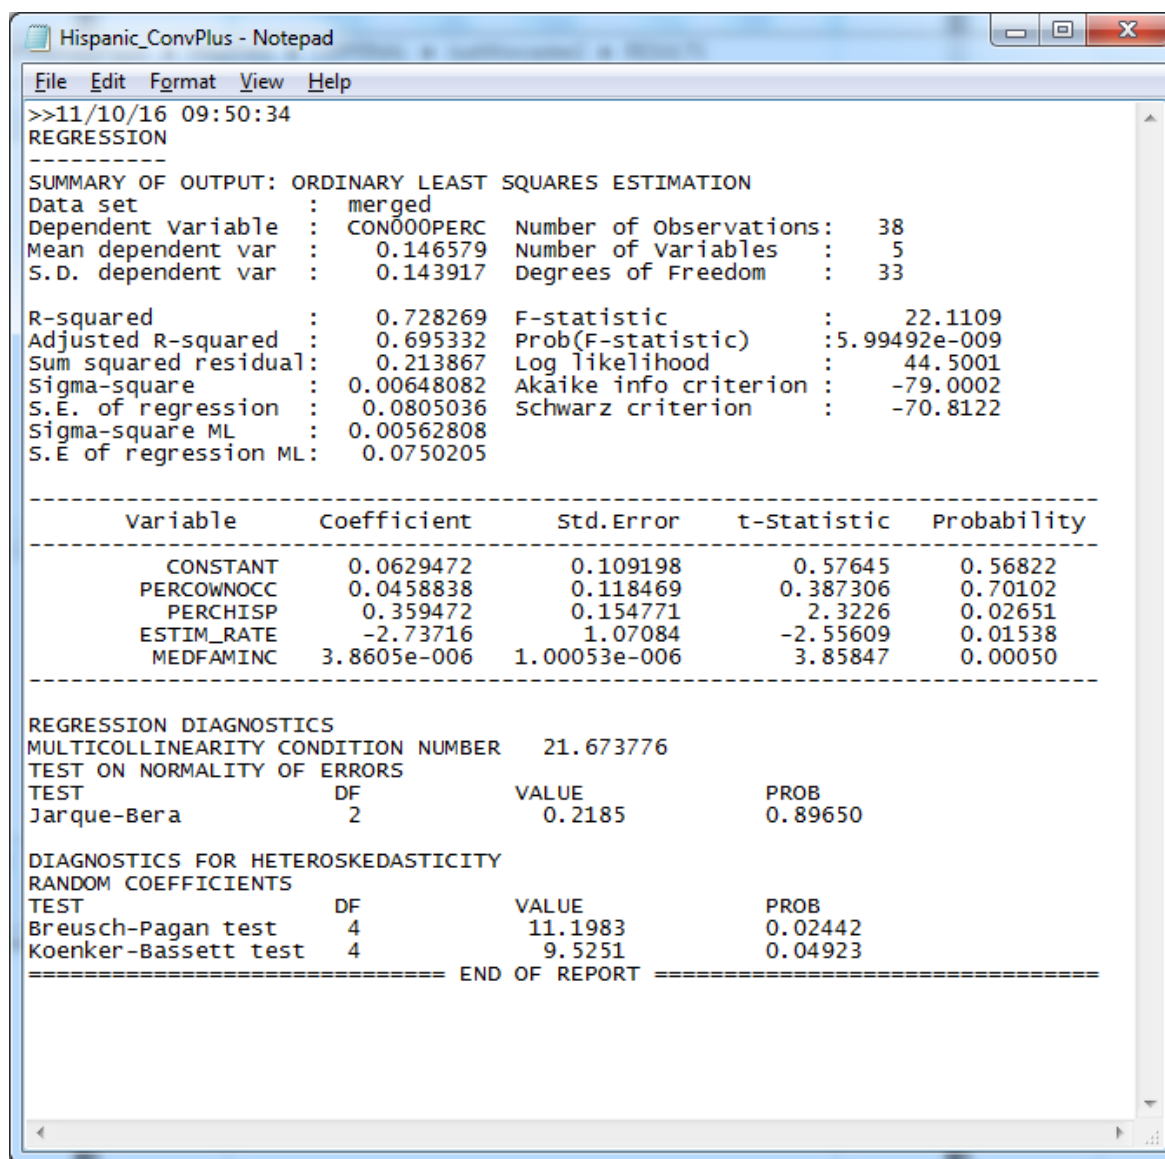 Hispanic_ConvPlus - Notepad
File Edit Format View Help
>>11/10/16 09:50:34
REGRESSION
----------
SUMMARY OF OUTPUT: ORDINARY LEAST SQUARES ESTIMATION
Data set            :  merged
Dependent Variable  :  CON000PERC  Number of Observations:   38
Mean dependent var  :    0.146579  Number of Variables   :    5
S.D. dependent var  :    0.143917  Degrees of Freedom    :   33

R-squared           :    0.728269  F-statistic           :     22.1109
Adjusted R-squared  :    0.695332  Prob(F-statistic)     :5.99492e-009
Sum squared residual:    0.213867  Log likelihood        :     44.5001
Sigma-square        :  0.00648082  Akaike info criterion :    -79.0002
S.E. of regression  :   0.0805036  Schwarz criterion     :    -70.8122
Sigma-square ML     :  0.00562808
S.E of regression ML:   0.0750205

-----------------------------------------------------------------------------
       Variable      Coefficient      Std.Error    t-Statistic   Probability
-----------------------------------------------------------------------------
          CONSTANT     0.0629472       0.109198       0.57645     0.56822
        PERCOWNOCC     0.0458838       0.118469      0.387306     0.70102
          PERCHISP      0.359472       0.154771        2.3226     0.02651
        ESTIM_RATE      -2.73716        1.07084      -2.55609     0.01538
         MEDFAMINC   3.8605e-006   1.00053e-006       3.85847     0.00050
-----------------------------------------------------------------------------

REGRESSION DIAGNOSTICS
MULTICOLLINEARITY CONDITION NUMBER   21.673776
TEST ON NORMALITY OF ERRORS
TEST                  DF           VALUE             PROB
Jarque-Bera            2             0.2185          0.89650

DIAGNOSTICS FOR HETEROSKEDASTICITY
RANDOM COEFFICIENTS
TEST                  DF           VALUE             PROB
Breusch-Pagan test     4            11.1983          0.02442
Koenker-Bassett test   4             9.5251          0.04923
============================== END OF REPORT ================================